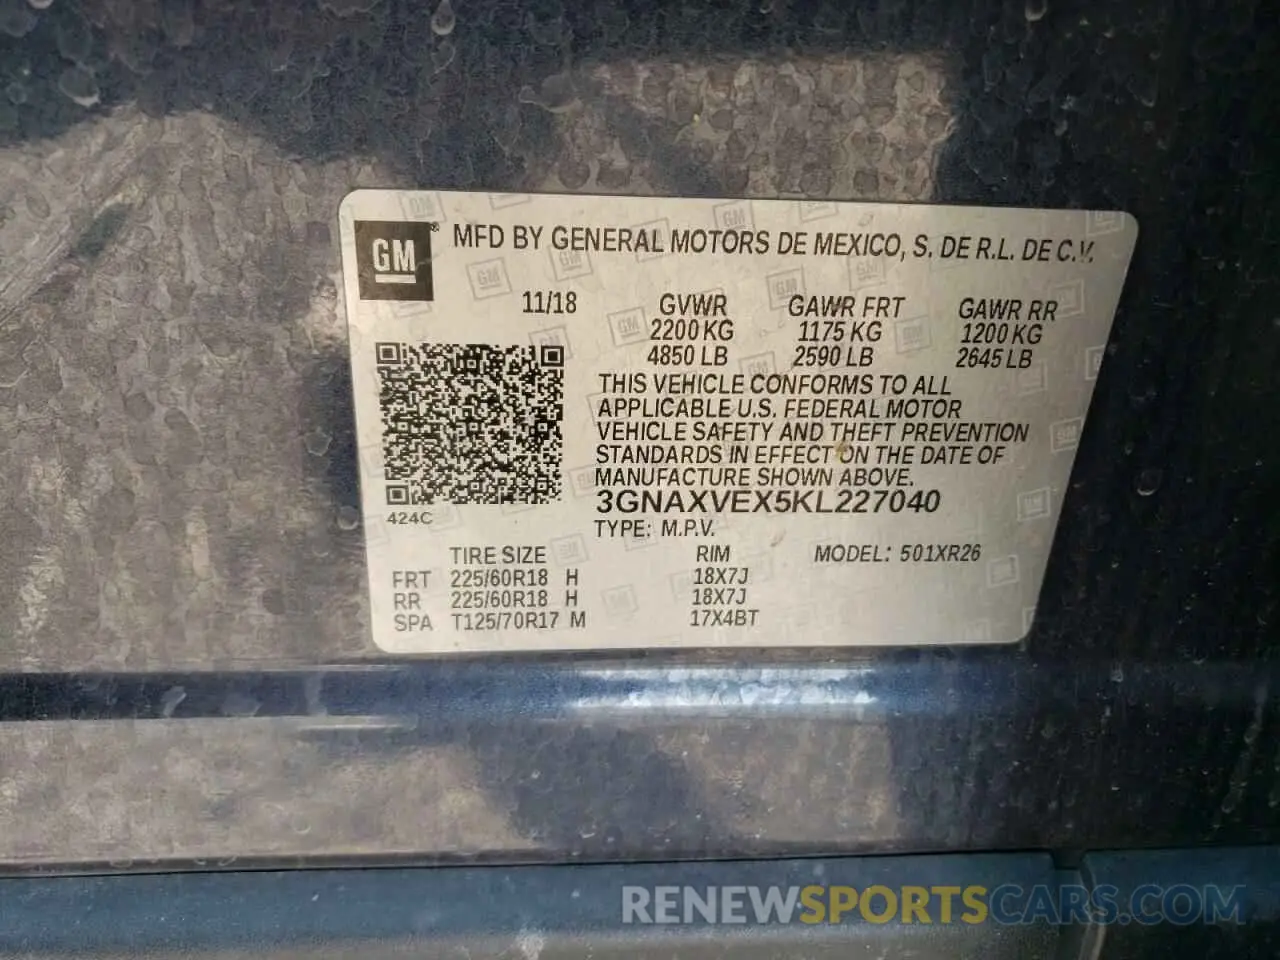 GM® MFD BY GENERAL MOTORS DE MEXICO, S. DE R.L. DE C.V.
11/18 GVWR GAWR FRT GAWR RR
2200 KG 1175 KG 1200 KG
4850 LB 2590 LB 2645 LB
THIS VEHICLE CONFORMS TO ALL
APPLICABLE U.S. FEDERAL MOTOR
VEHICLE SAFETY AND THEFT PREVENTION
STANDARDS IN EFFECT ON THE DATE OF
MANUFACTURE SHOWN ABOVE.
3GNAXVEX5KL227040
424C
TYPE: M.P.V.
TIRE SIZE RIM MODEL: 501XR26
FRT 225/60R18 H 18X7J
RR 225/60R18 H 18X7J
SPA T125/70R17 M 17X4BT
RENEWSPORTSCARS.COM